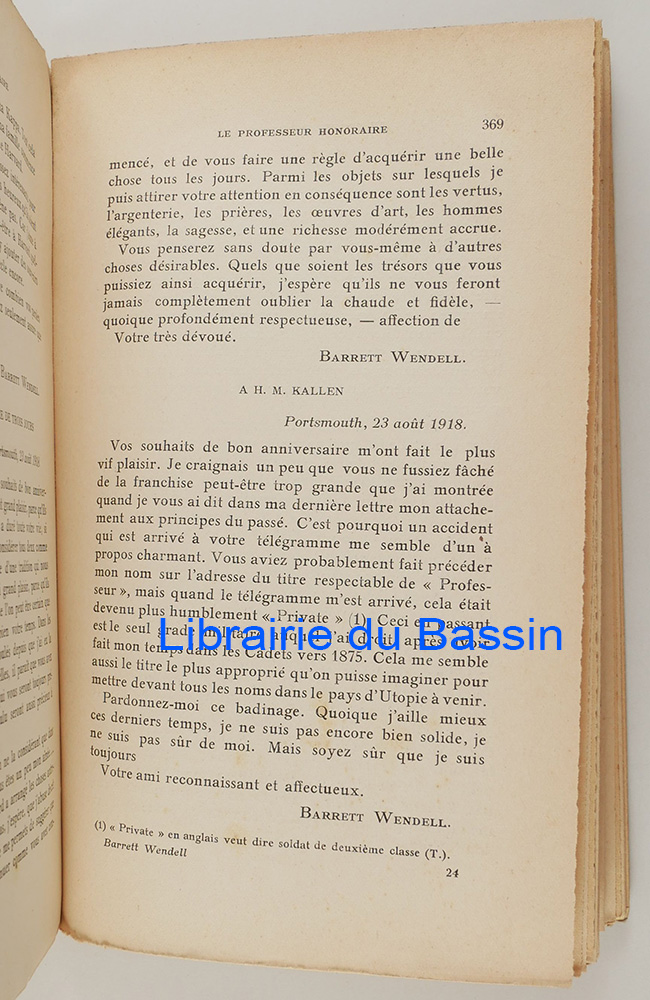 LE PROFESSEUR HONORAIRE 369
mencé, et de vous faire une règle d'acquérir une belle
chose tous les jours. Parmi les objets sur lesquels je
puis attirer votre attention en conséquence sont les vertus,
l'argenterie, les prières, les œuvres d'art, les hommes
élégants, la sagesse, et une richesse modérément accrue.
Vous penserez sans doute par vous-même à d'autres
choses désirables. Quels que soient les trésors que vous
puissiez ainsi acquérir, j'espère qu'ils ne vous feront
jamais complètement oublier la chaude et fidèle, —
quoique profondément respectueuse, — affection de
Votre très dévoué.
BARRETT WENDELL.
A H. M. KALLEN
Portsmouth, 23 août 1918.
Vos souhaits de bon anniversaire m'ont fait le plus
vif plaisir. Je craignais un peu que vous ne fussiez fâché
de la franchise peut-être trop grande que j'ai montrée
quand je vous ai dit dans ma dernière lettre mon attache-
ment aux principes du passé. C'est pourquoi un accident
qui est arrivé à votre télégramme me semble d'un à
propos charmant. Vous aviez probablement fait précéder
mon nom sur l'adresse du titre respectable de « Profes-
seur », mais quand le télégramme m'est arrivé, cela était
devenu plus humblement « Private » (1). Ceci en passant
est le seul grade militaire auquel j'ai droit, après avoir
fait mon temps dans les Cadets vers 1875. Cela me semble
aussi le titre le plus approprié qu'on puisse imaginer pour
mettre devant tous les noms dans le pays d'Utopie à venir.
Pardonnez-moi ce badinage. Quoique j'aille mieux
ces derniers temps, je ne suis pas encore bien solide, je
ne suis pas sûr de moi. Mais soyez sûr que je suis
toujours
Votre ami reconnaissant et affectueux.
BARRETT WENDELL.
(1) « Private » en anglais veut dire soldat de deuxième classe (T.).
Barrett Wendell
24
Librairie du Bassin